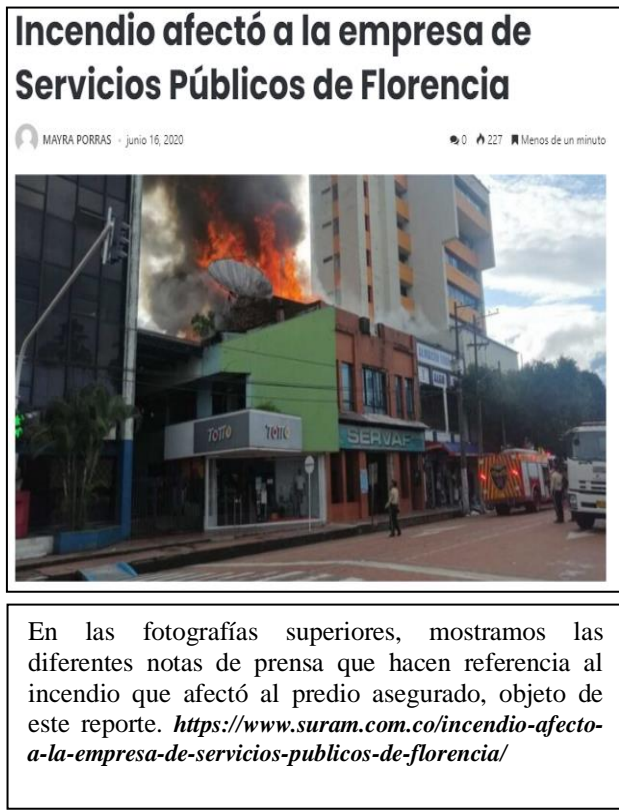 Incendio afectó a la empresa de
Servicios Públicos de Florencia
MAYRA PORRAS - junio 16, 2020
0 227 Menos de un minuto
TOTTO TOTTO
SERVAF
En las fotografías superiores, mostramos las
diferentes notas de prensa que hacen referencia al
incendio que afectó al predio asegurado, objeto de
este reporte. https://www.suram.com.co/incendio-afecto-
a-la-empresa-de-servicios-publicos-de-florencia/